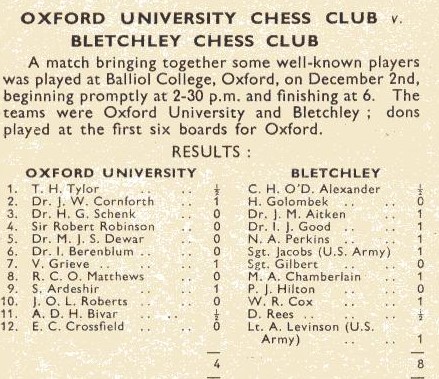 OXFORD UNIVERSITY CHESS CLUB v.
BLETCHLEY CHESS CLUB
A match bringing together some well-known players
was played at Balliol College, Oxford, on December 2nd,
beginning promptly at 2-30 p.m. and finishing at 6. The
teams were Oxford University and Bletchley ; dons
played at the first six boards for Oxford.
RESULTS :
OXFORD UNIVERSITY BLETCHLEY
1. T. H. Tylor .. .. ½ C. H. O'D. Alexander ½
2. Dr. J. W. Cornforth .. 1 H. Golombek .. .. 0
3. Dr. H. G. Schenk .. 0 Dr. J. M. Aitken .. 1
4. Sir Robert Robinson .. 0 Dr. I. J. Good .. .. 1
5. Dr. M. J. S. Dewar .. 0 N. A. Perkins .. .. 1
6. Dr. I. Berenblum .. .. 0 Sgt. Jacobs (U.S. Army) 1
7. V. Grieve .. .. .. 1 Sgt. Gilbert .. .. 0
8. R. C. O. Matthews .. 0 M. A. Chamberlain .. 1
9. S. Ardeshir .. .. 1 P. J. Hilton .. .. 0
10. J. O. L. Roberts .. .. 0 W. R. Cox .. .. 1
11. A. D. H. Bivar .. .. ½ D. Rees .. .. .. ½
12. E. C. Crossfield .. .. 0 Lt. A. Levinson (U.S.
Army) .. .. 1
4 8